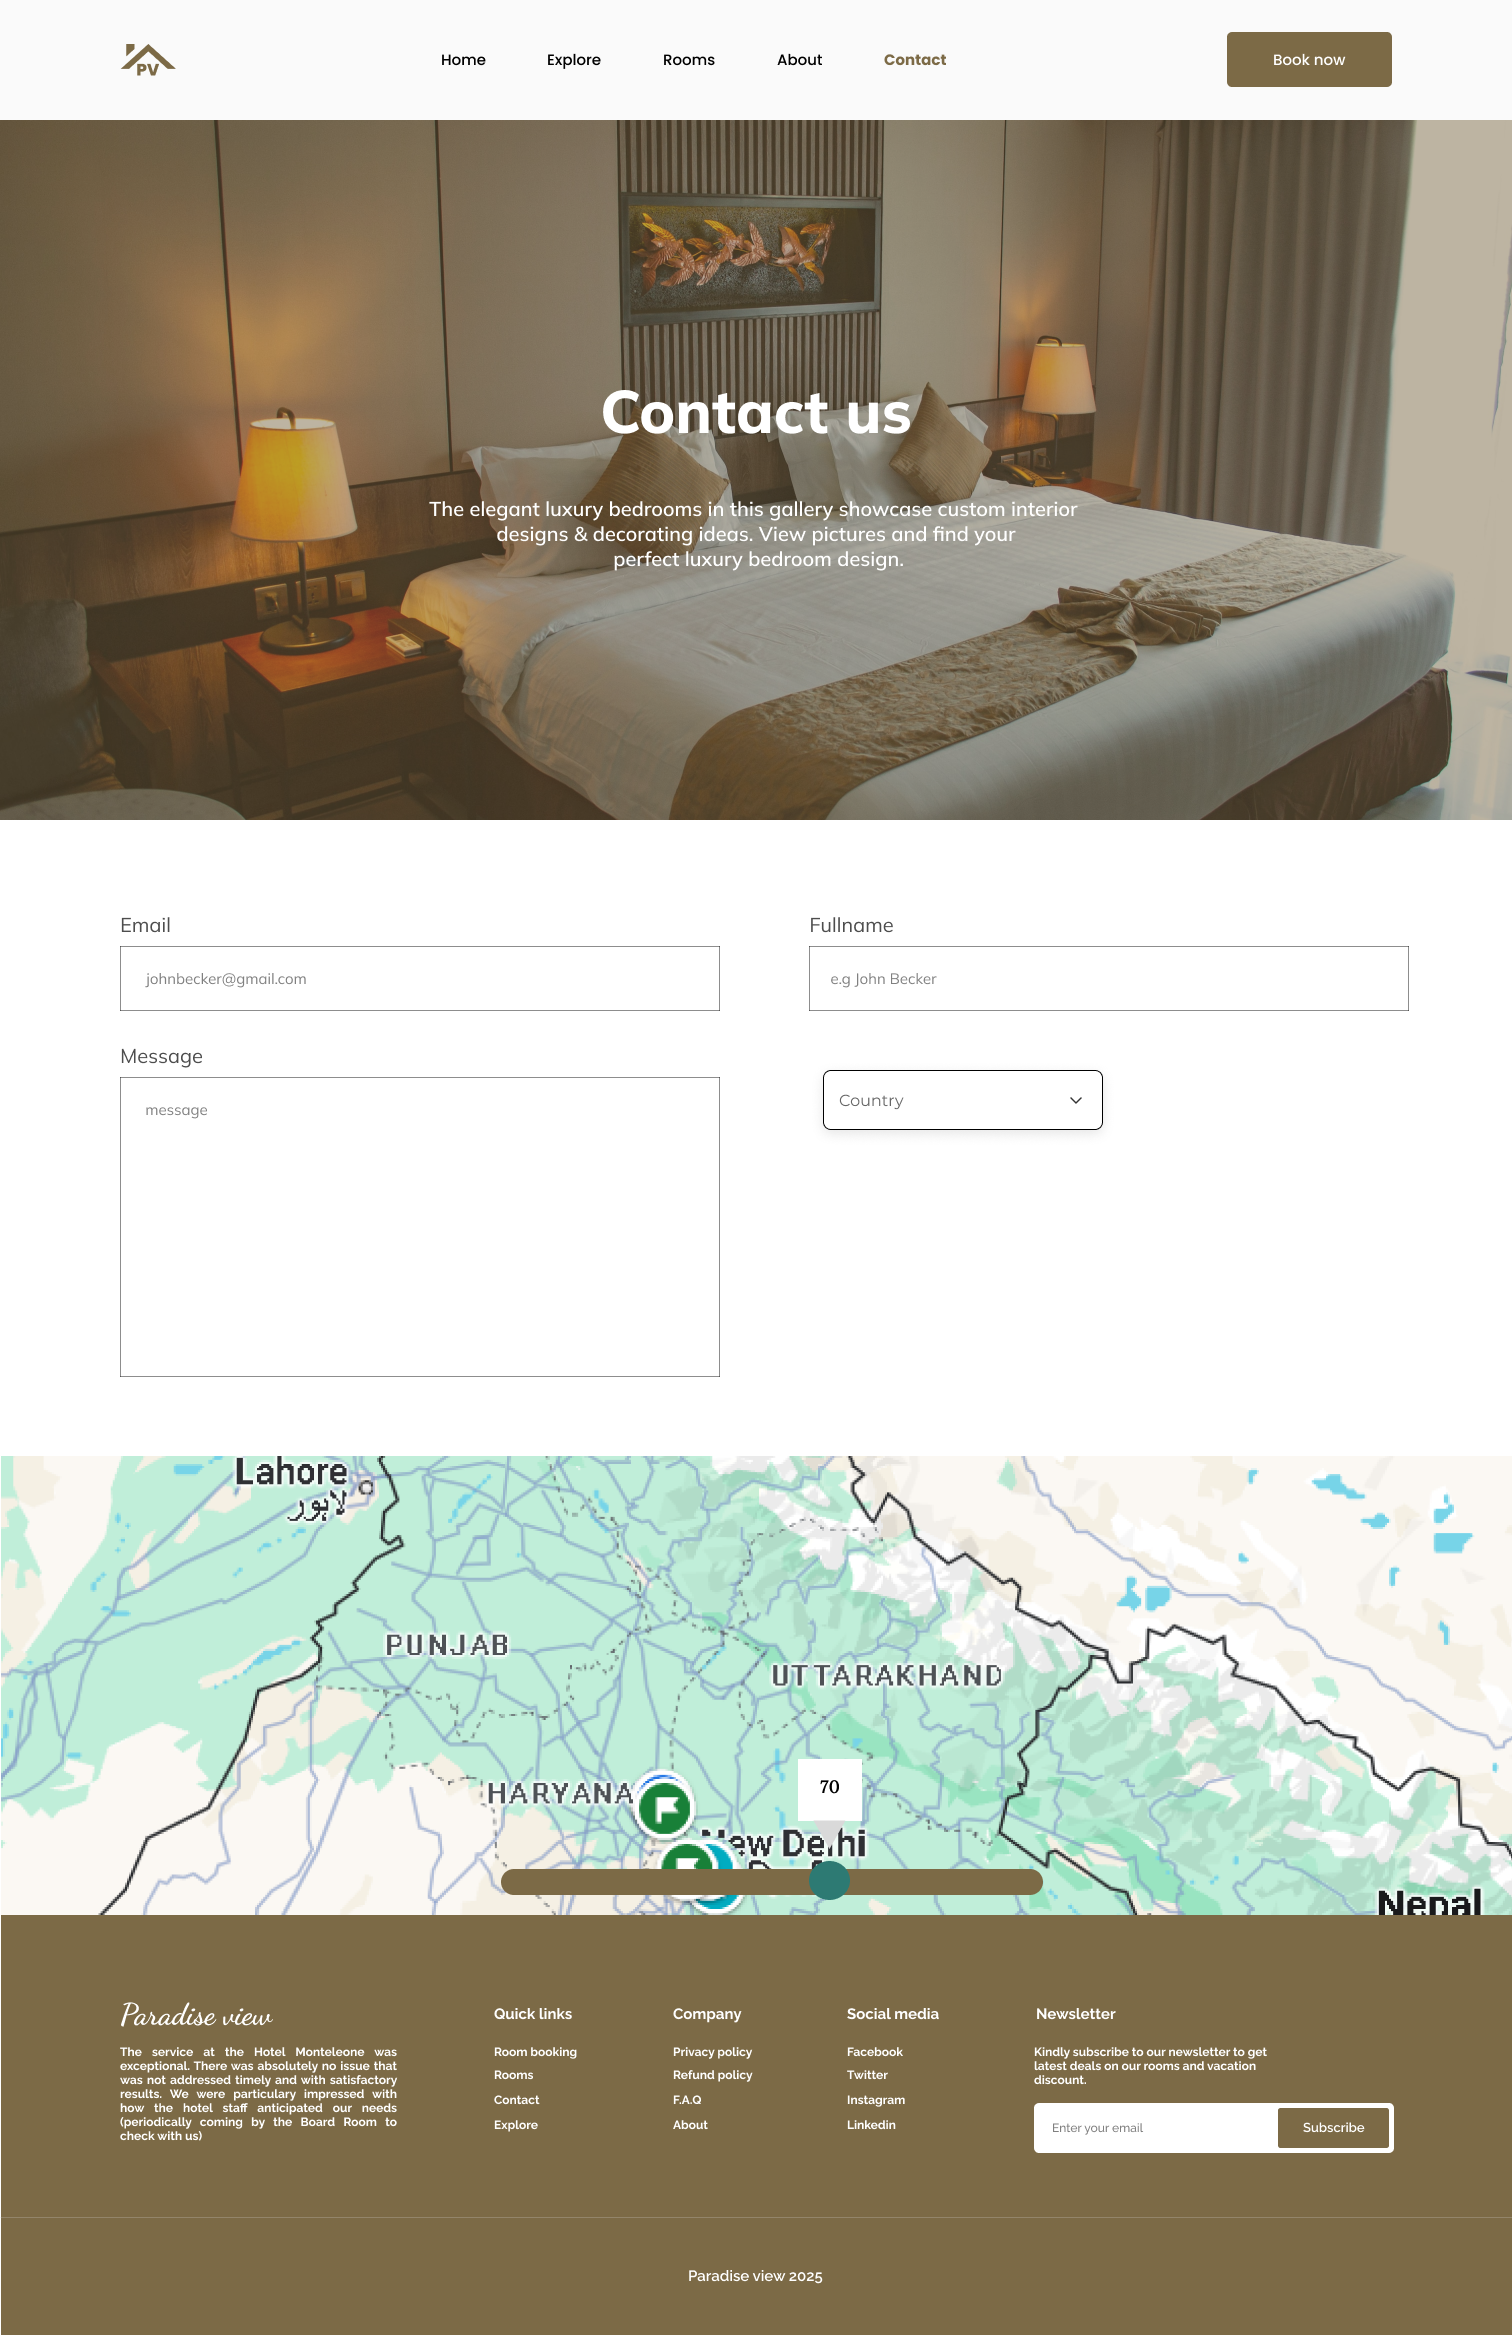 PV
Home
Explore
Rooms
About
Contact
Book now
Contact us
The elegant luxury bedrooms in this gallery showcase custom interior
designs & decorating ideas. View pictures and find your
perfect luxury bedroom design.
Email
johnbecker@gmail.com
Fullname
e.g John Becker
Message
message
Country
Lahore
لاہور
PUNJAB
UTTARAKHAND
HARYANA
70
New Delhi
Nepal
Paradise view
The service at the Hotel Monteleone was
exceptional. There was absolutely no issue that
was not addressed timely and with satisfactory
results. We were particulary impressed with
how the hotel staff anticipated our needs
(periodically coming by the Board Room to
check with us)
Quick links
Room booking
Rooms
Contact
Explore
Company
Privacy policy
Refund policy
F.A.Q
About
Social media
Facebook
Twitter
Instagram
Linkedin
Newsletter
Kindly subscribe to our newsletter to get
latest deals on our rooms and vacation
discount.
Enter your email
Subscribe
Paradise view 2025